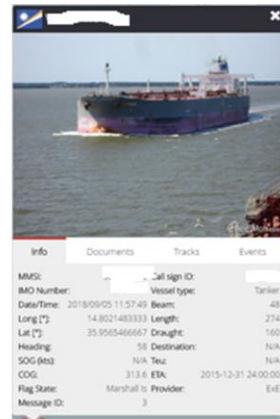 ×
Info Documents Tracks Events
MMSI: Call sign ID:
IMO Number: Vessel type: Tanker
Date/Time: 2018/09/05 11:57:49 Beam: 48
Long [°]: 14.8021483333 Length: 274
Lat [°]: 35.9565466667 Draught: 160
Heading: 58 Destination: N/A
SOG (kts): N/A Teu: N/A
COG: 313.6 ETA: 2015-12-31 24:00:00
Flag State: Marshall Is Provider: ExE
Message ID: 3